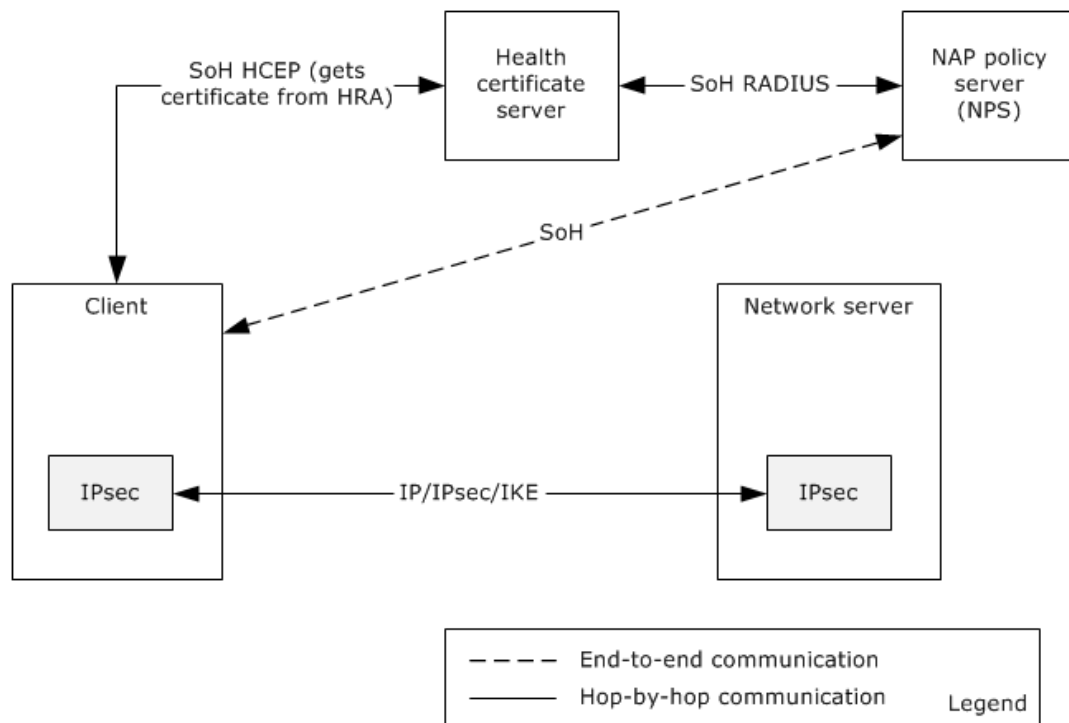 Health
certificate
server
NAP policy
server
(NPS)
SoH HCEP (gets
certificate from HRA)
SoH RADIUS
SoH
Client
Network server
IPsec
IP/IPsec/IKE
IPsec
End-to-end communication
Hop-by-hop communication
Legend